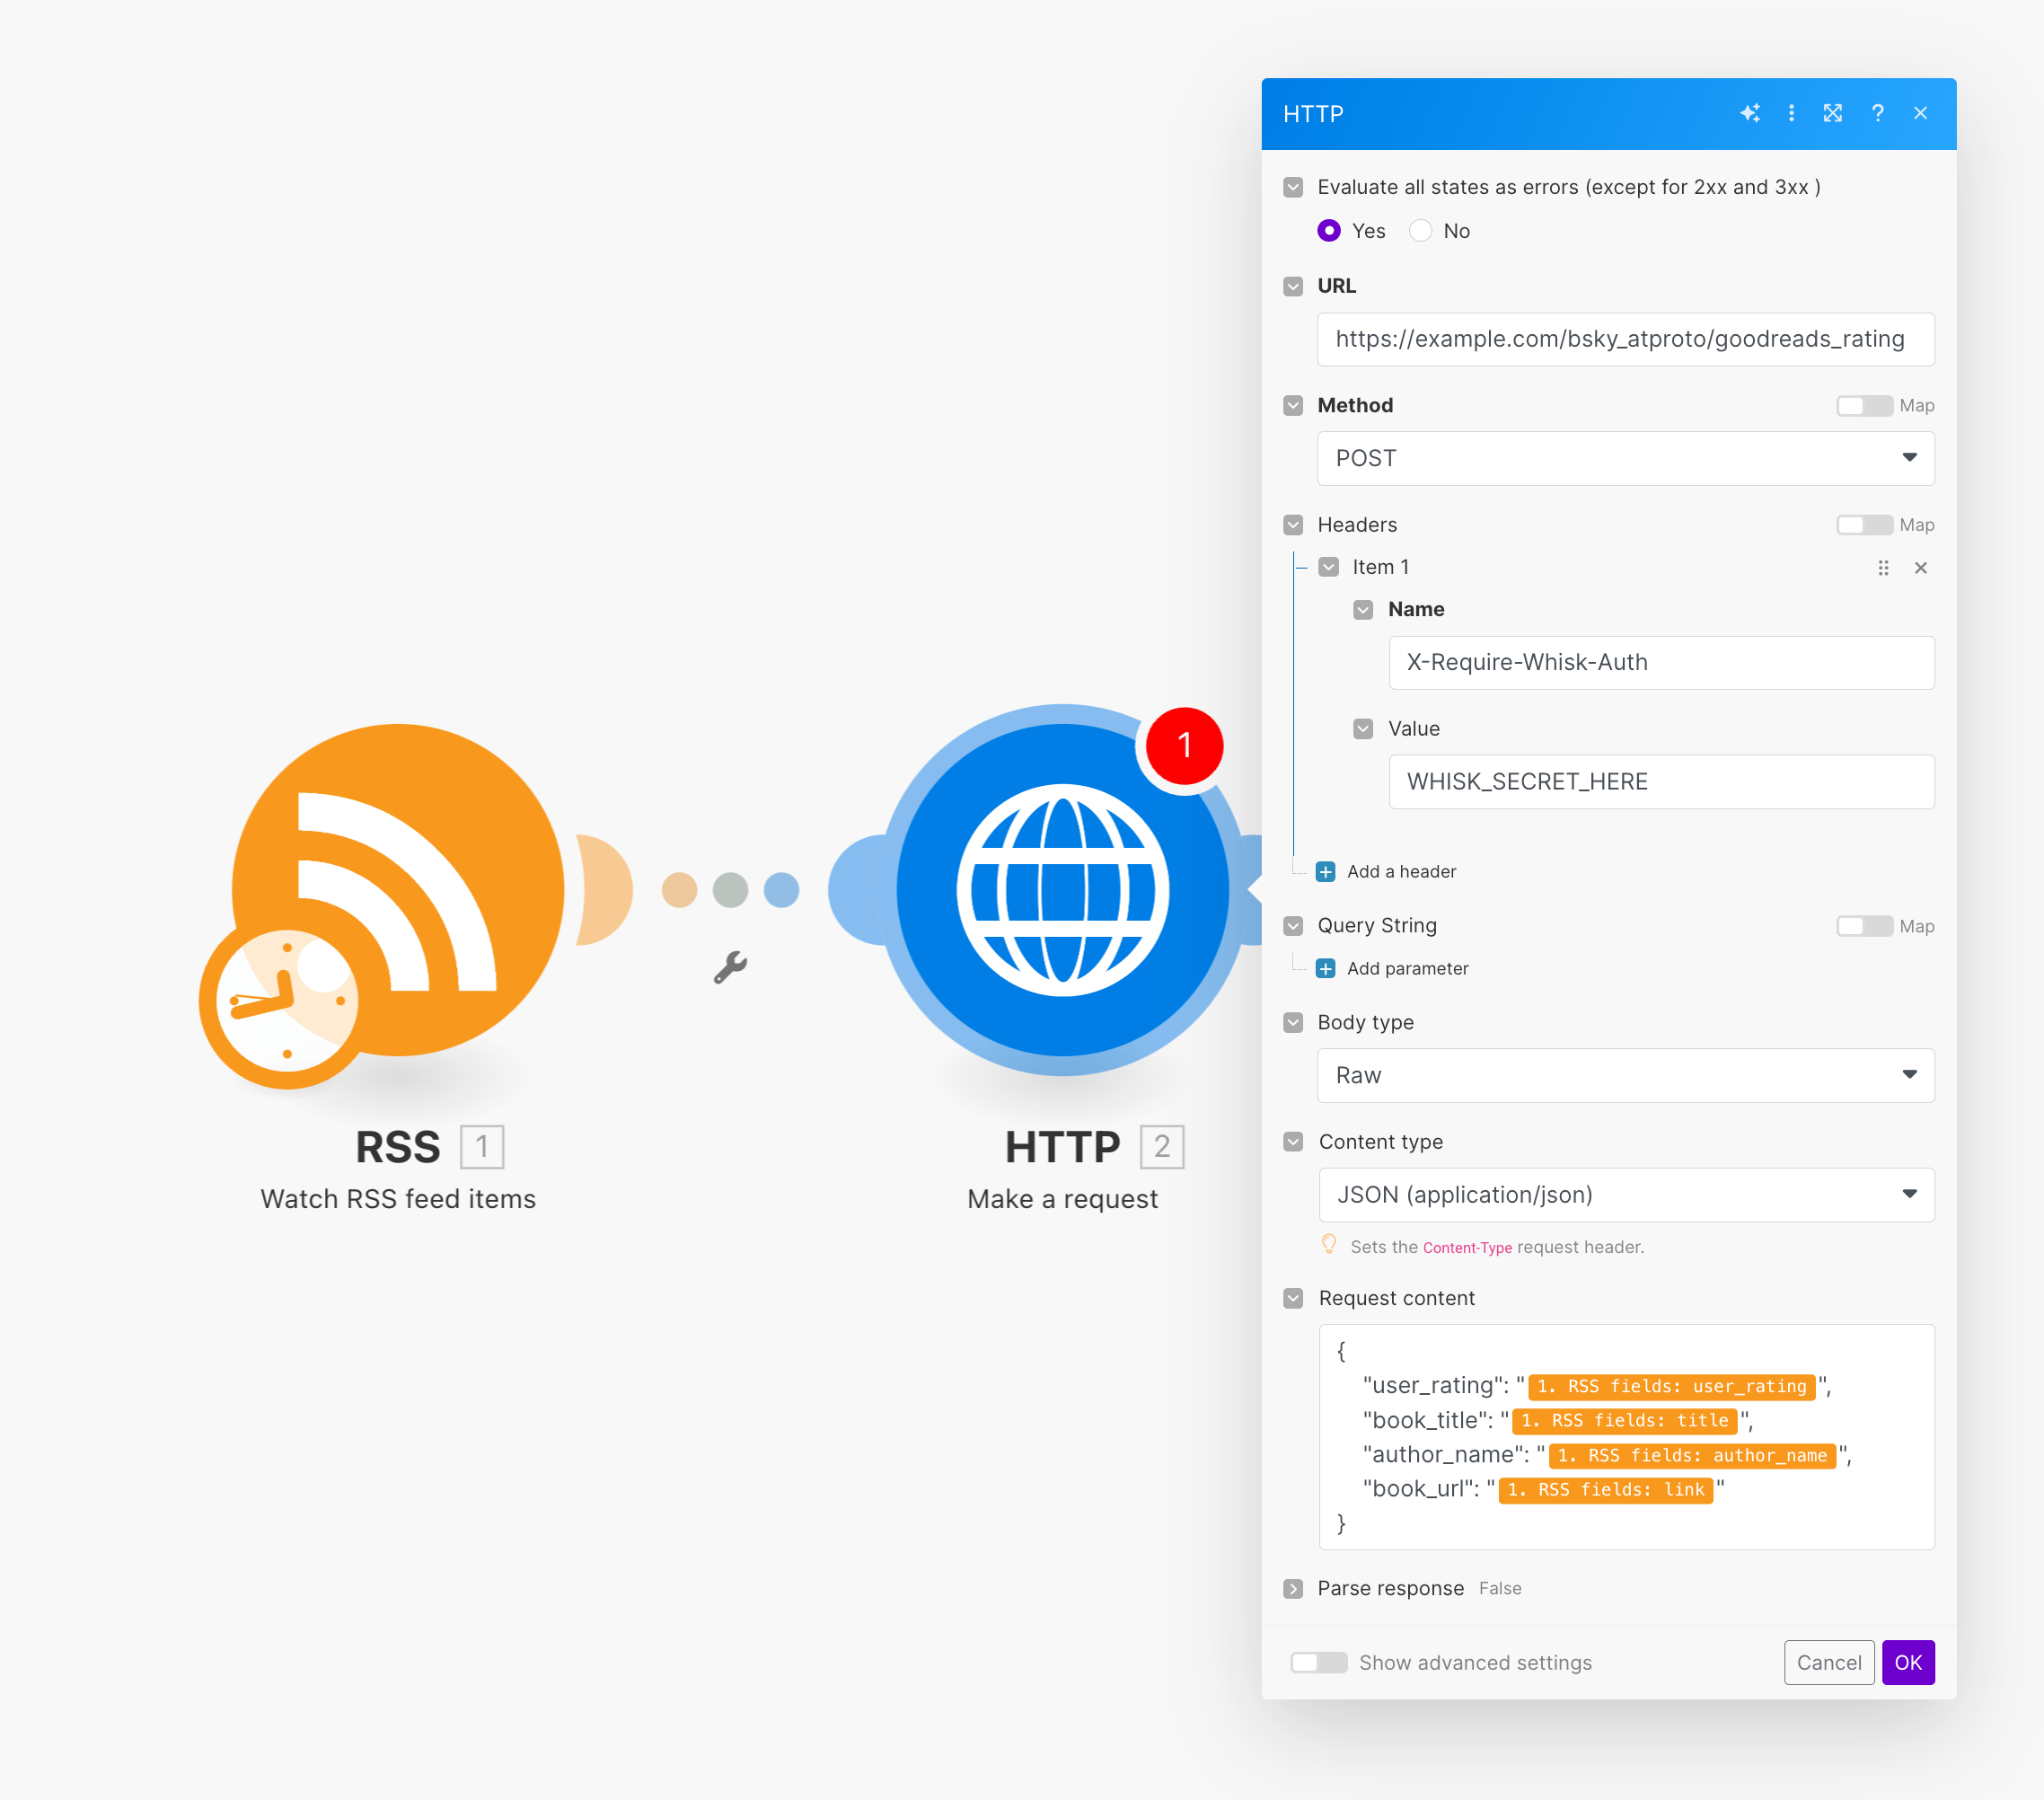 HTTP
Evaluate all states as errors (except for 2xx and 3xx )
Yes No
URL
https://example.com/bsky_atproto/goodreads_rating
Method Map
POST
Headers Map
Item 1
Name
X-Require-Whisk-Auth
Value
WHISK_SECRET_HERE
Add a header
Query String Map
Add parameter
Body type
Raw
Content type
JSON (application/json)
Sets the Content-Type request header.
Request content
{
"user_rating": "1. RSS fields: user_rating",
"book_title": "1. RSS fields: title",
"author_name": "1. RSS fields: author_name",
"book_url": "1. RSS fields: link"
}
Parse response False
Show advanced settings Cancel OK
1
RSS 1
Watch RSS feed items
HTTP 2
Make a request